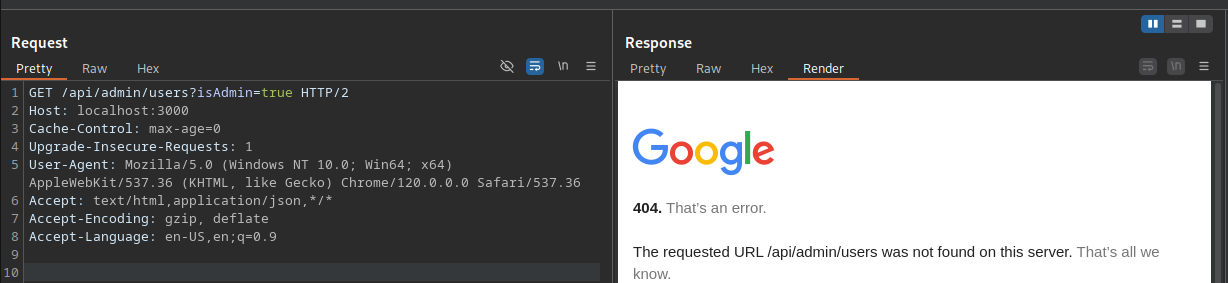 Request
Pretty Raw Hex
\n
1 GET /api/admin/users?isAdmin=true HTTP/2
2 Host: localhost:3000
3 Cache-Control: max-age=0
4 Upgrade-Insecure-Requests: 1
5 User-Agent: Mozilla/5.0 (Windows NT 10.0; Win64; x64)
AppleWebKit/537.36 (KHTML, like Gecko) Chrome/120.0.0.0 Safari/537.36
6 Accept: text/html,application/json,*/*
7 Accept-Encoding: gzip, deflate
8 Accept-Language: en-US,en;q=0.9
9
10
Response
Pretty Raw Hex Render
\n
Google
404. That’s an error.
The requested URL /api/admin/users was not found on this server. That’s all we
know.